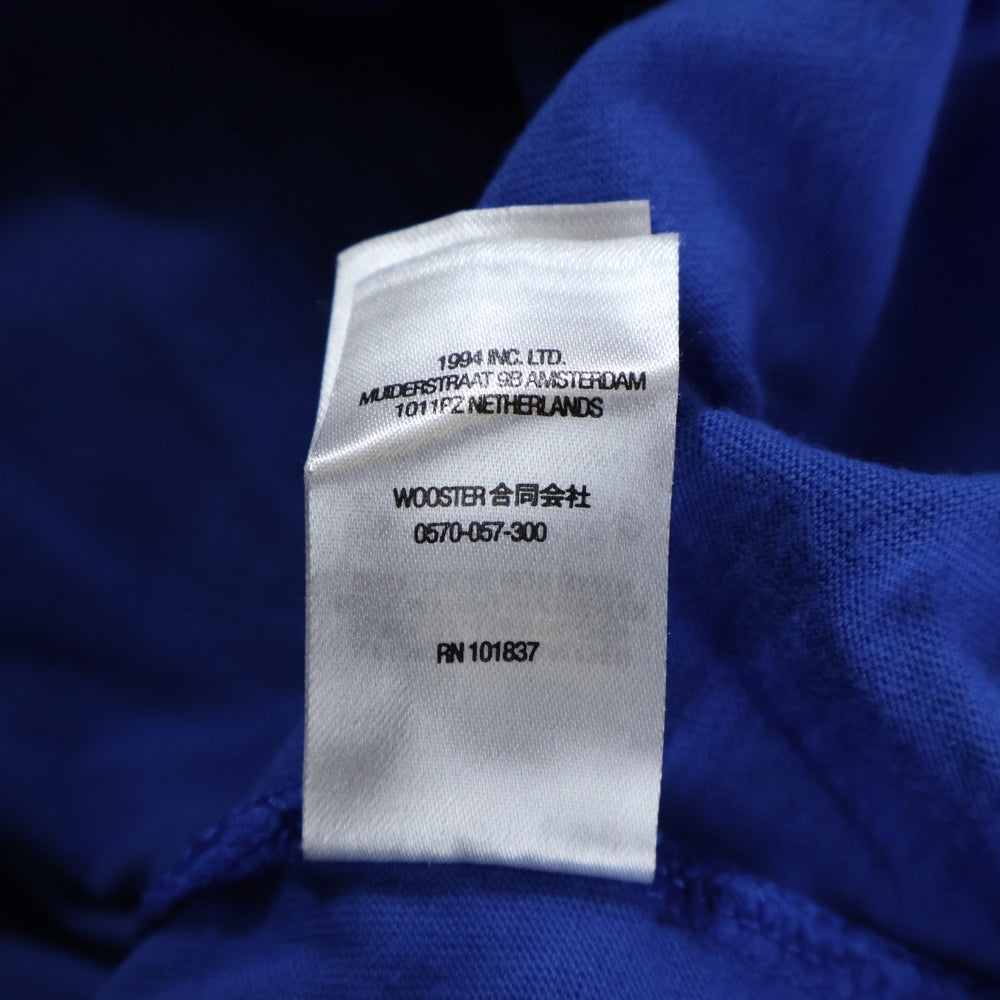 1994 INC. LTD.
MUIDERSTRAAT 9B AMSTERDAM
1011PZ NETHERLANDS
WOOSTER 合同会社
0570-057-300
RN 101837